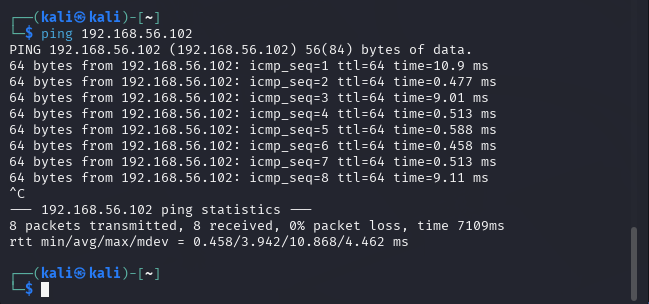 ┌──(kali㉿kali)-[~]
└─$ ping 192.168.56.102
PING 192.168.56.102 (192.168.56.102) 56(84) bytes of data.
64 bytes from 192.168.56.102: icmp_seq=1 ttl=64 time=10.9 ms
64 bytes from 192.168.56.102: icmp_seq=2 ttl=64 time=0.477 ms
64 bytes from 192.168.56.102: icmp_seq=3 ttl=64 time=9.01 ms
64 bytes from 192.168.56.102: icmp_seq=4 ttl=64 time=0.513 ms
64 bytes from 192.168.56.102: icmp_seq=5 ttl=64 time=0.588 ms
64 bytes from 192.168.56.102: icmp_seq=6 ttl=64 time=0.458 ms
64 bytes from 192.168.56.102: icmp_seq=7 ttl=64 time=0.513 ms
64 bytes from 192.168.56.102: icmp_seq=8 ttl=64 time=9.11 ms
^C
--- 192.168.56.102 ping statistics ---
8 packets transmitted, 8 received, 0% packet loss, time 7109ms
rtt min/avg/max/mdev = 0.458/3.942/10.868/4.462 ms
┌──(kali㉿kali)-[~]
└─$